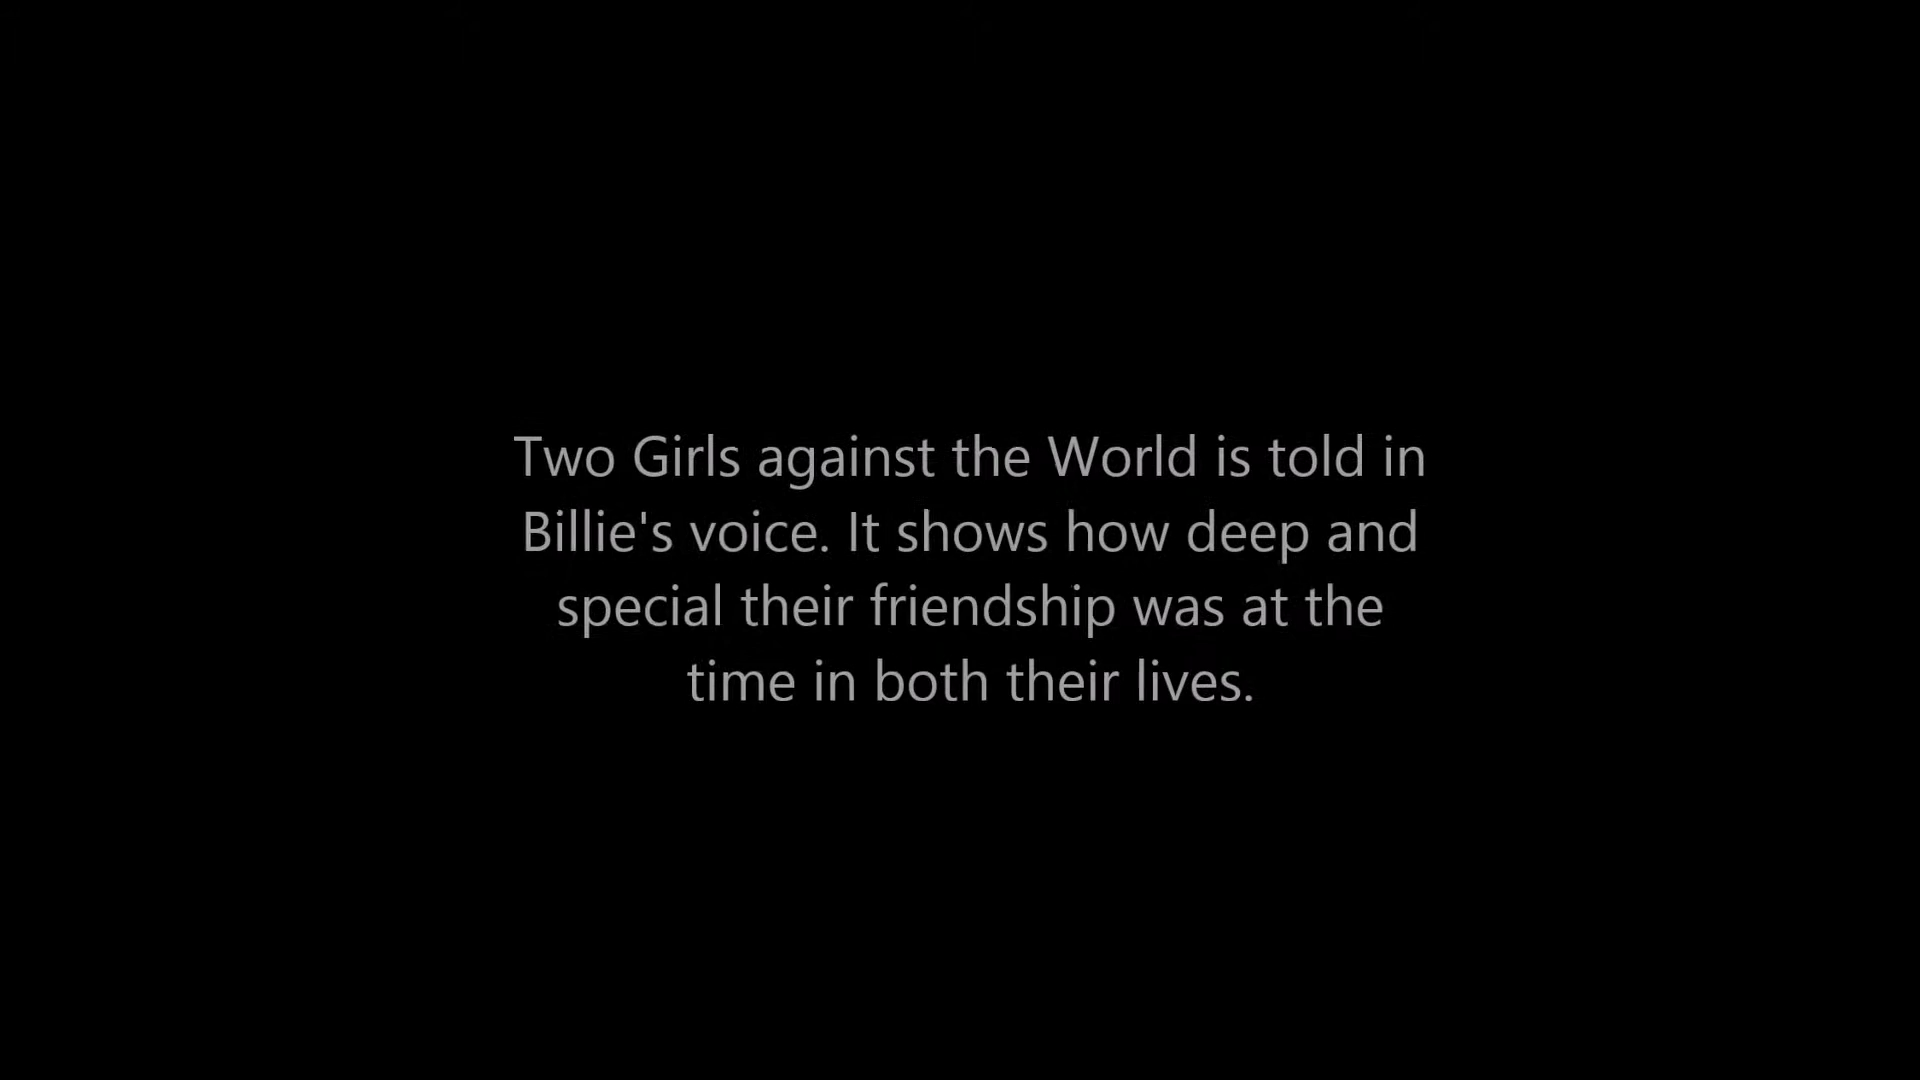 Two Girls against the World is told in
Billie's voice. It shows how deep and
special their friendship was at the
time in both their lives.